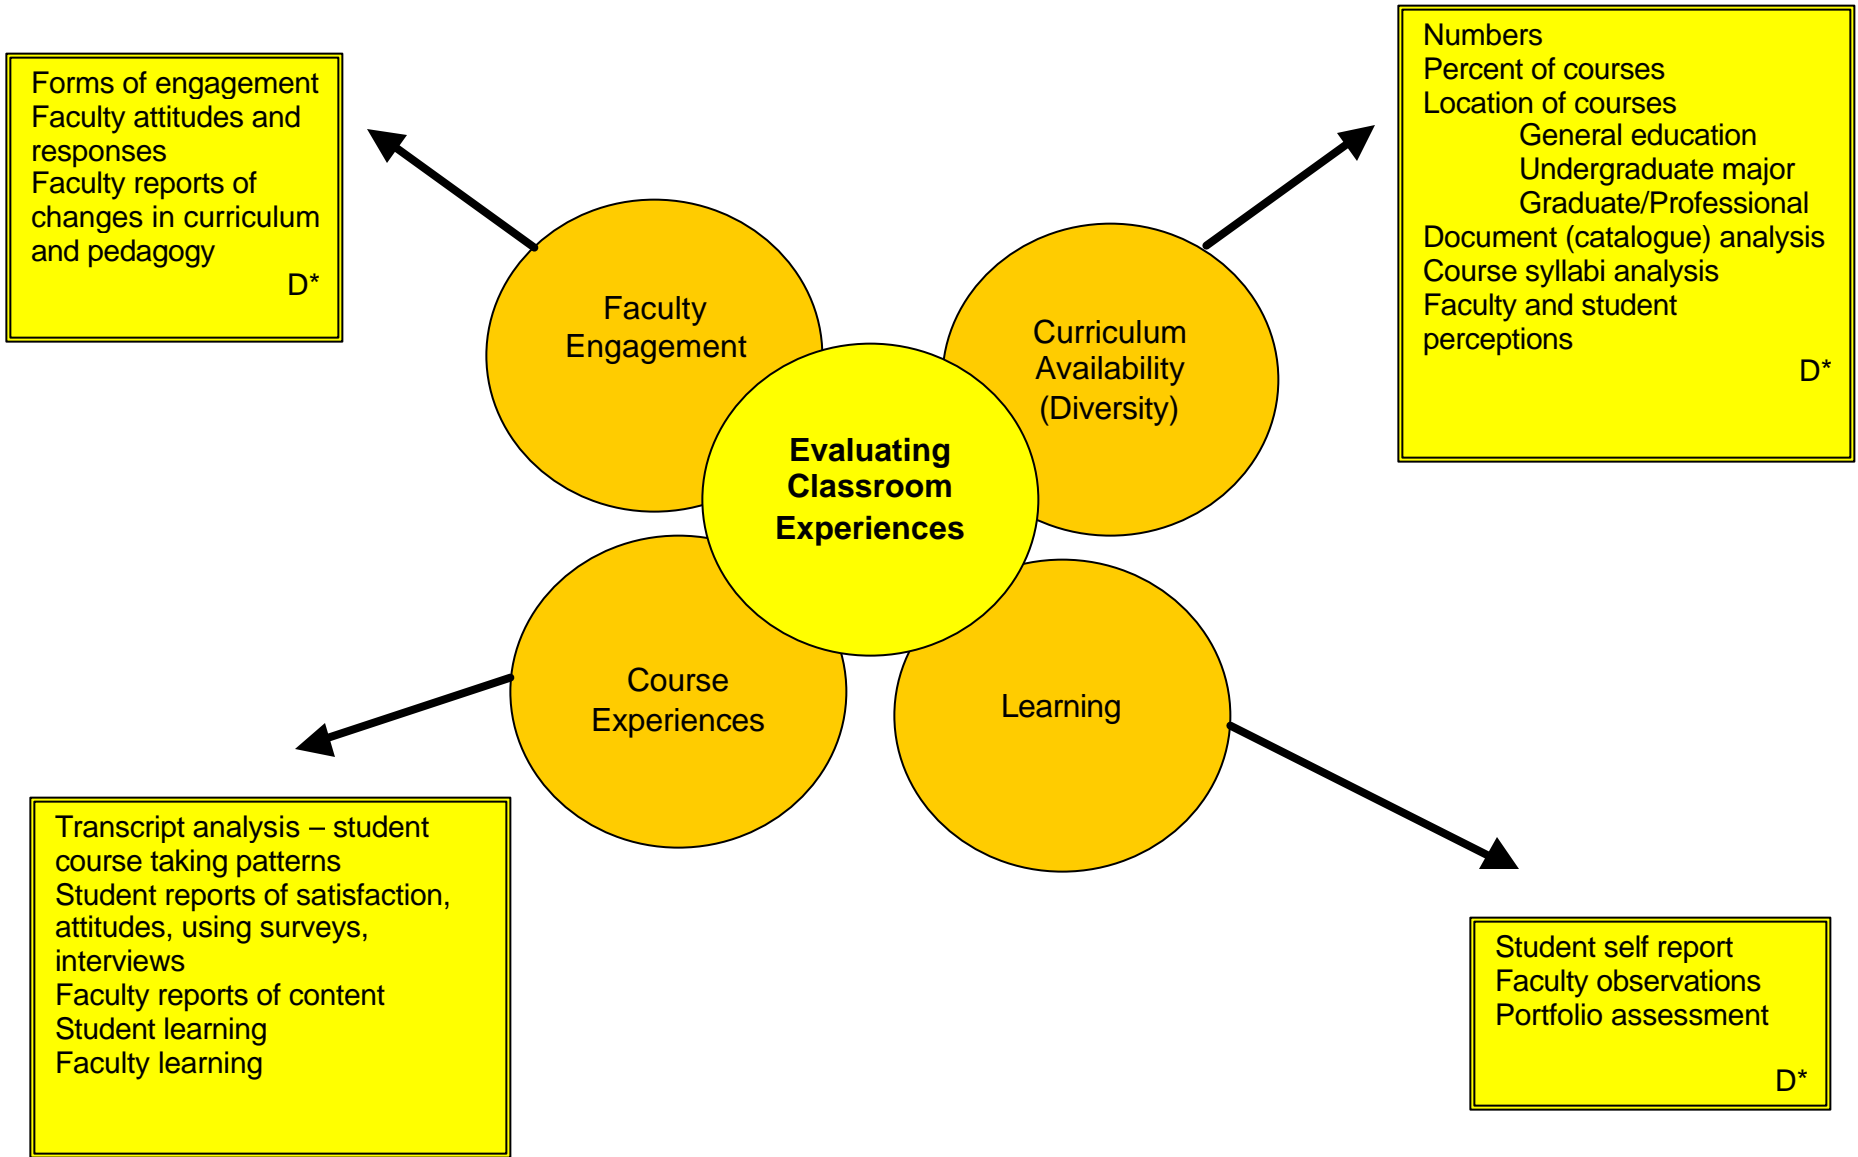 Forms of engagement
Faculty attitudes and
responses
Faculty reports of
changes in curriculum
and pedagogy
D*
Numbers
Percent of courses
Location of courses
General education
Undergraduate major
Graduate/Professional
Document (catalogue) analysis
Course syllabi analysis
Faculty and student
perceptions
D*
Faculty
Engagement
Curriculum
Availability
(Diversity)
Evaluating
Classroom
Experiences
Course
Experiences
Learning
Transcript analysis – student
course taking patterns
Student reports of satisfaction,
attitudes, using surveys,
interviews
Faculty reports of content
Student learning
Faculty learning
Student self report
Faculty observations
Portfolio assessment
D*